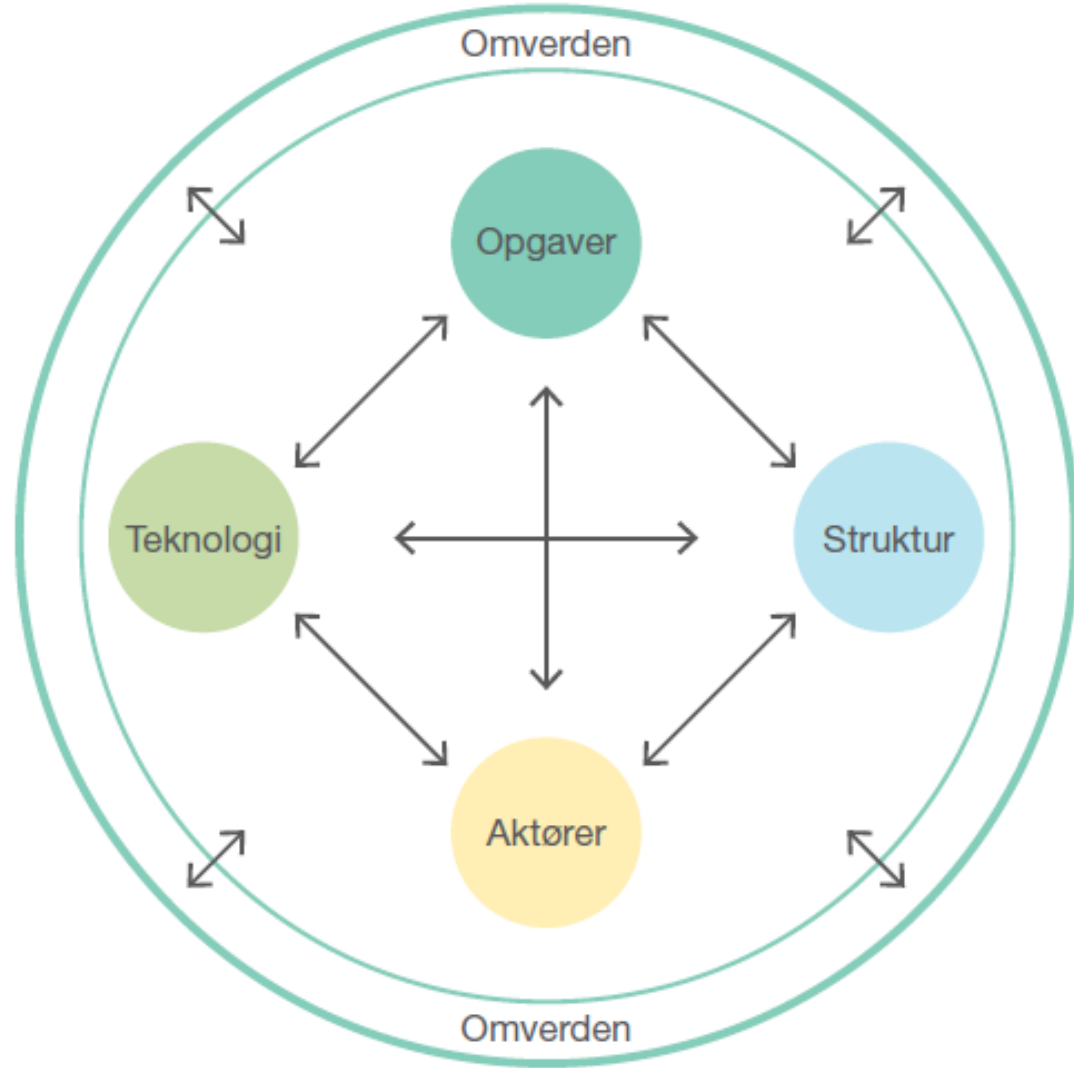 Omverden
Opgaver
Teknologi
Struktur
Aktører
Omverden